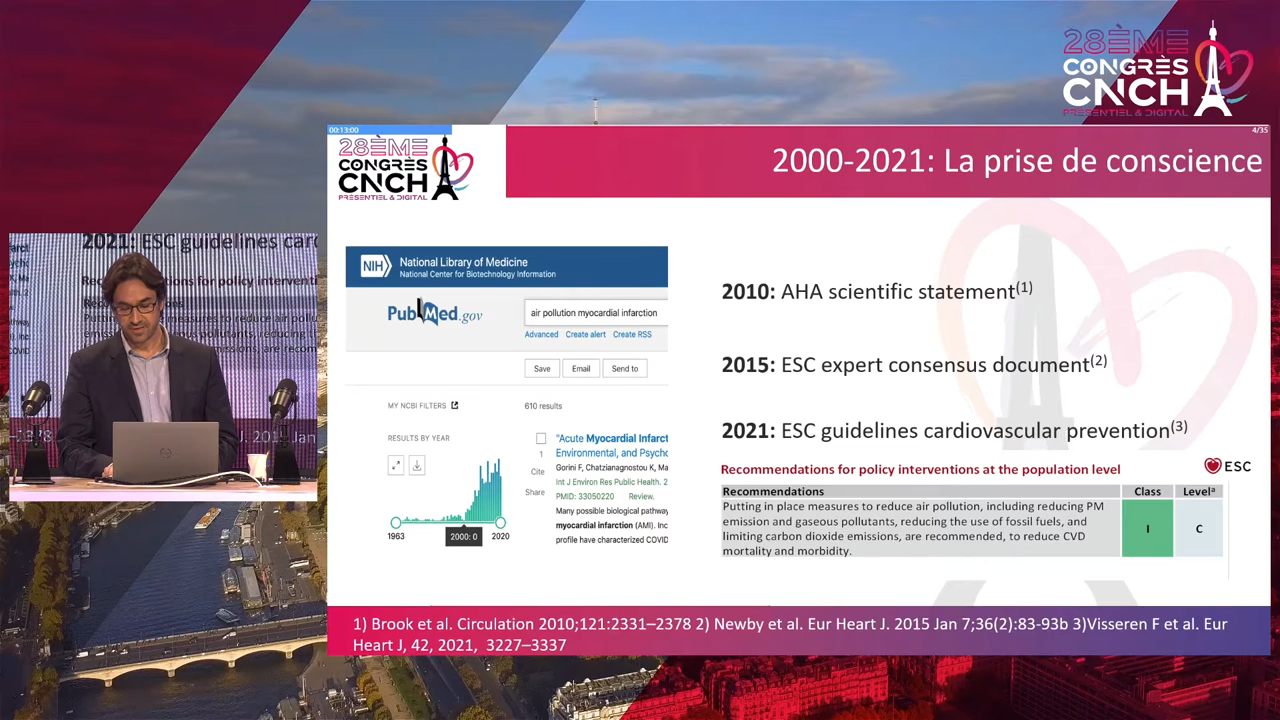 28ÈME
CONGRÈS
CNCH
PRÉSENTIEL & DIGITAL
00:13:00
4/35
28ÈME
CONGRÈS
CNCH
PRÉSENTIEL & DIGITAL
2000-2021: La prise de conscience
NIH
National Library of Medicine
National Center for Biotechnology Information
PubMed.gov
air pollution myocardial infarction
Advanced Create alert Create RSS
Save Email Send to
MY NCBI FILTERS
610 results
RESULTS BY YEAR
1963
2000: 0
2020
1
Cite
Share
"Acute Myocardial Infarct
Environmental, and Psycho
Gorini F, Chatzianagnostou K, Ma
Int J Environ Res Public Health. 2
PMID: 33050220 Review.
Many possible biological pathway
myocardial infarction (AMI). Inc
profile have characterized COVID
2010: AHA scientific statement(1)
2015: ESC expert consensus document(2)
2021: ESC guidelines cardiovascular prevention(3)
Recommendations for policy interventions at the population level
ESC
Recommendations Class Levelᵃ
Putting in place measures to reduce air pollution, including reducing PM
emission and gaseous pollutants, reducing the use of fossil fuels, and
limiting carbon dioxide emissions, are recommended, to reduce CVD
mortality and morbidity.
I C
1) Brook et al. Circulation 2010;121:2331–2378 2) Newby et al. Eur Heart J. 2015 Jan 7;36(2):83-93b 3)Visseren F et al. Eur
Heart J, 42, 2021, 3227–3337
2021: ESC guidelines car